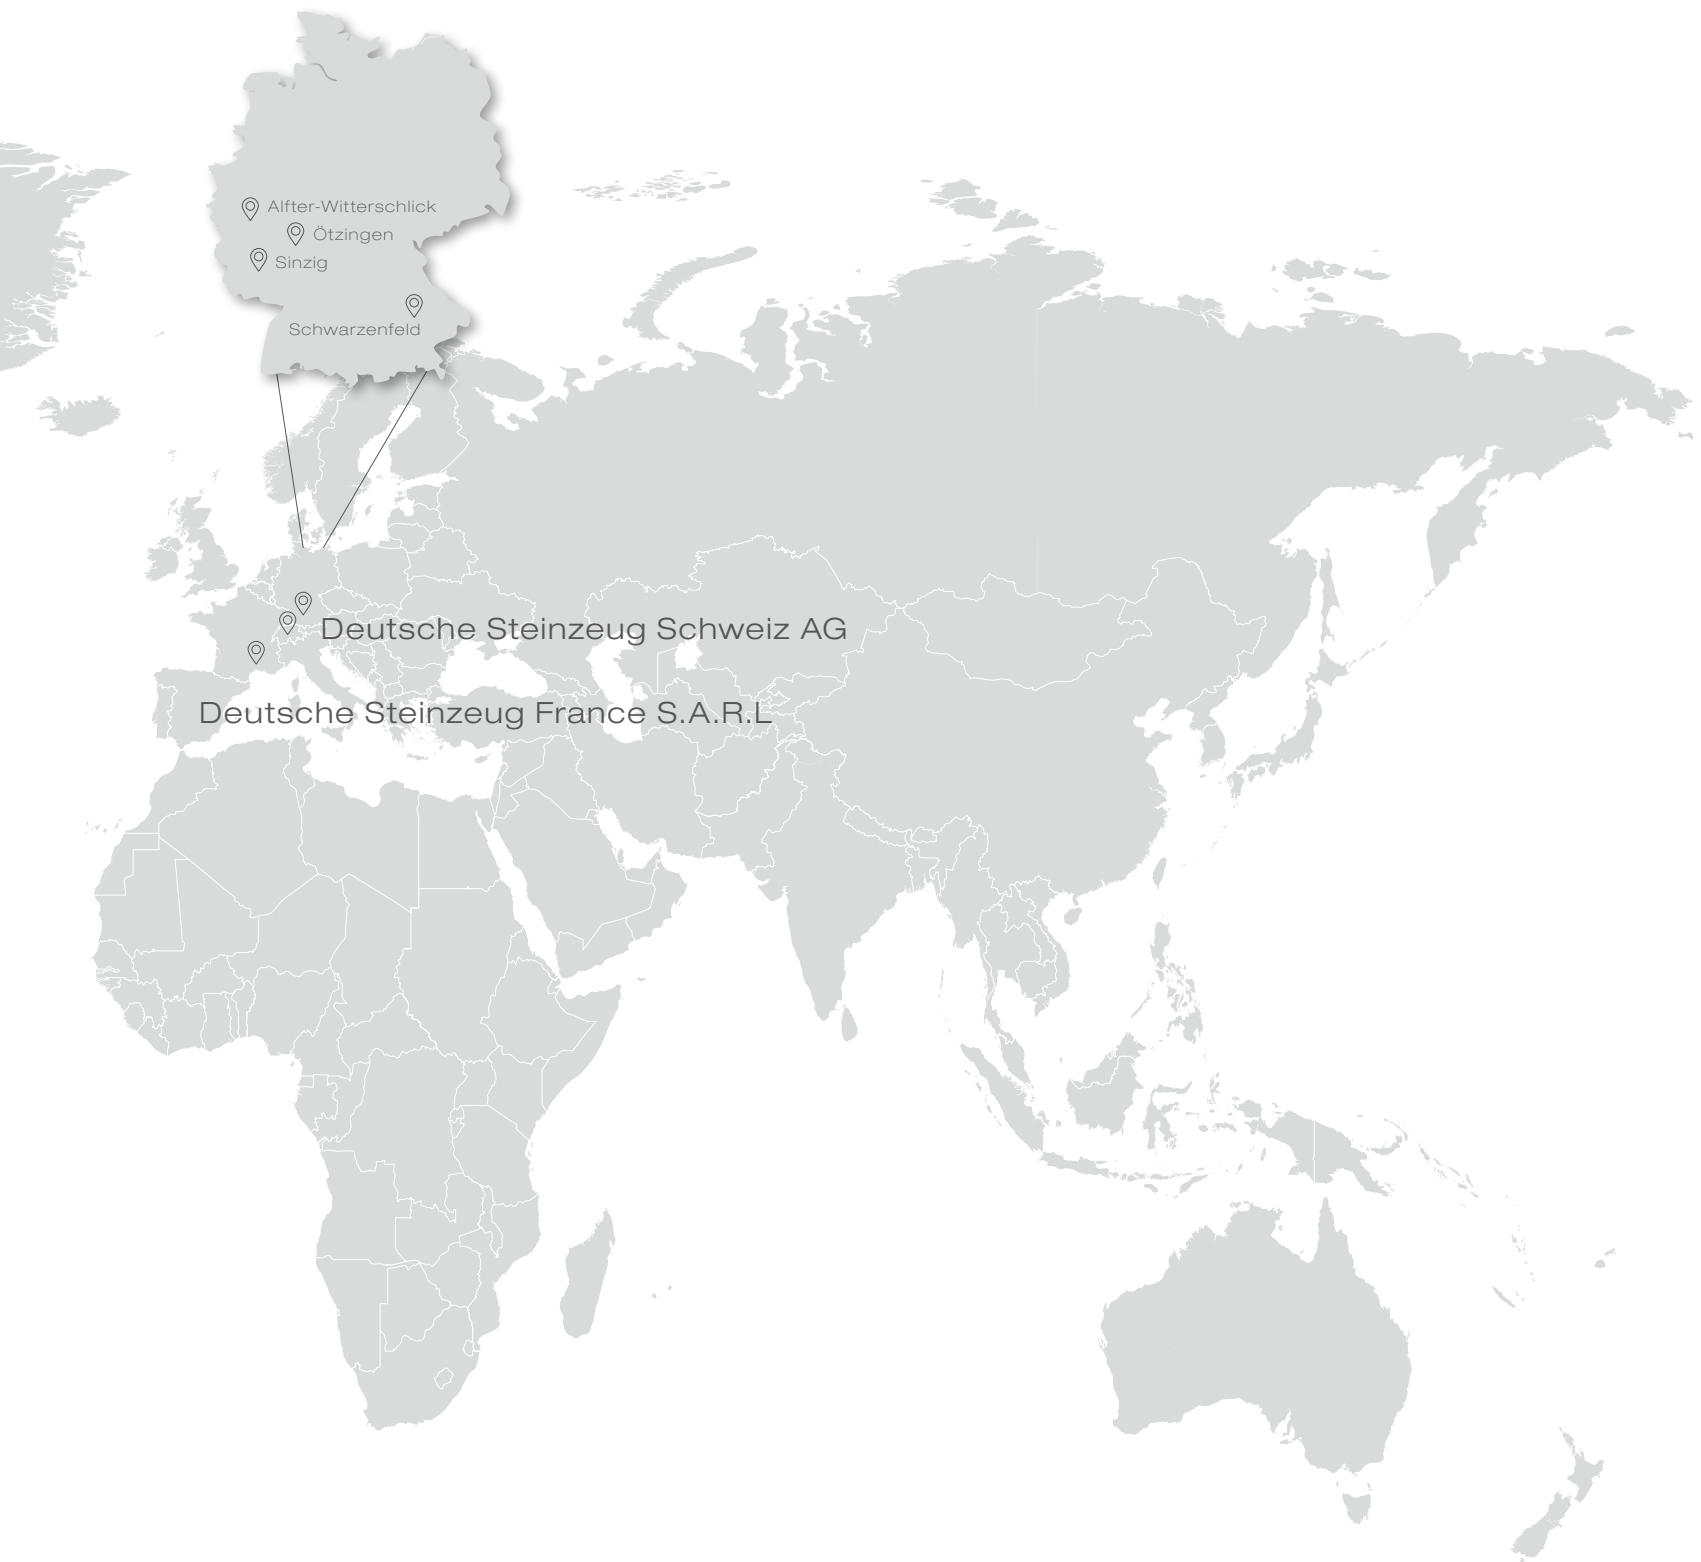 Alfter-Witterschlick
Ötzingen
Sinzig
Schwarzenfeld
Deutsche Steinzeug Schweiz AG
Deutsche Steinzeug France S.A.R.L